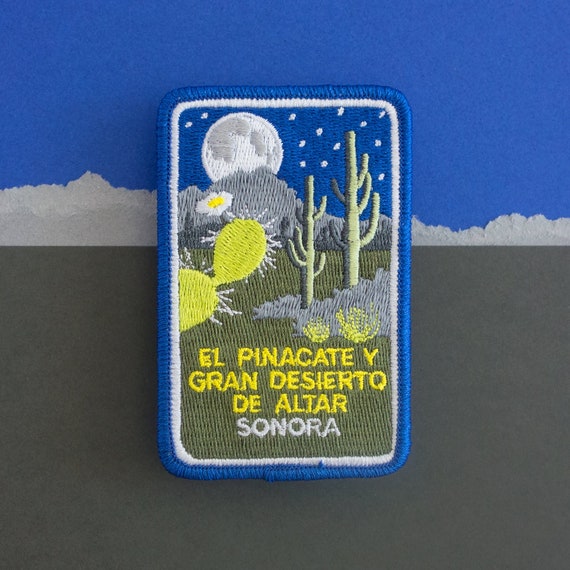 EL PINACATE Y
GRAN DESIERTO
DE ALTAR
SONORA